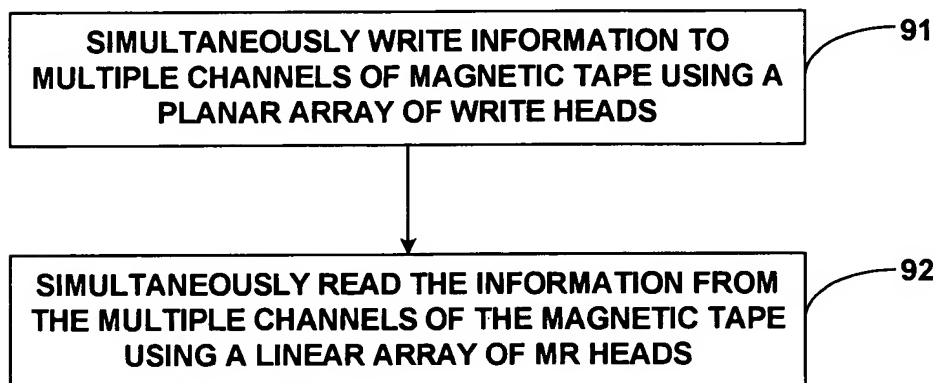 SIMULTANEOUSLY WRITE INFORMATION TO
MULTIPLE CHANNELS OF MAGNETIC TAPE USING A
PLANAR ARRAY OF WRITE HEADS
91
SIMULTANEOUSLY READ THE INFORMATION FROM
THE MULTIPLE CHANNELS OF THE MAGNETIC TAPE
USING A LINEAR ARRAY OF MR HEADS
92